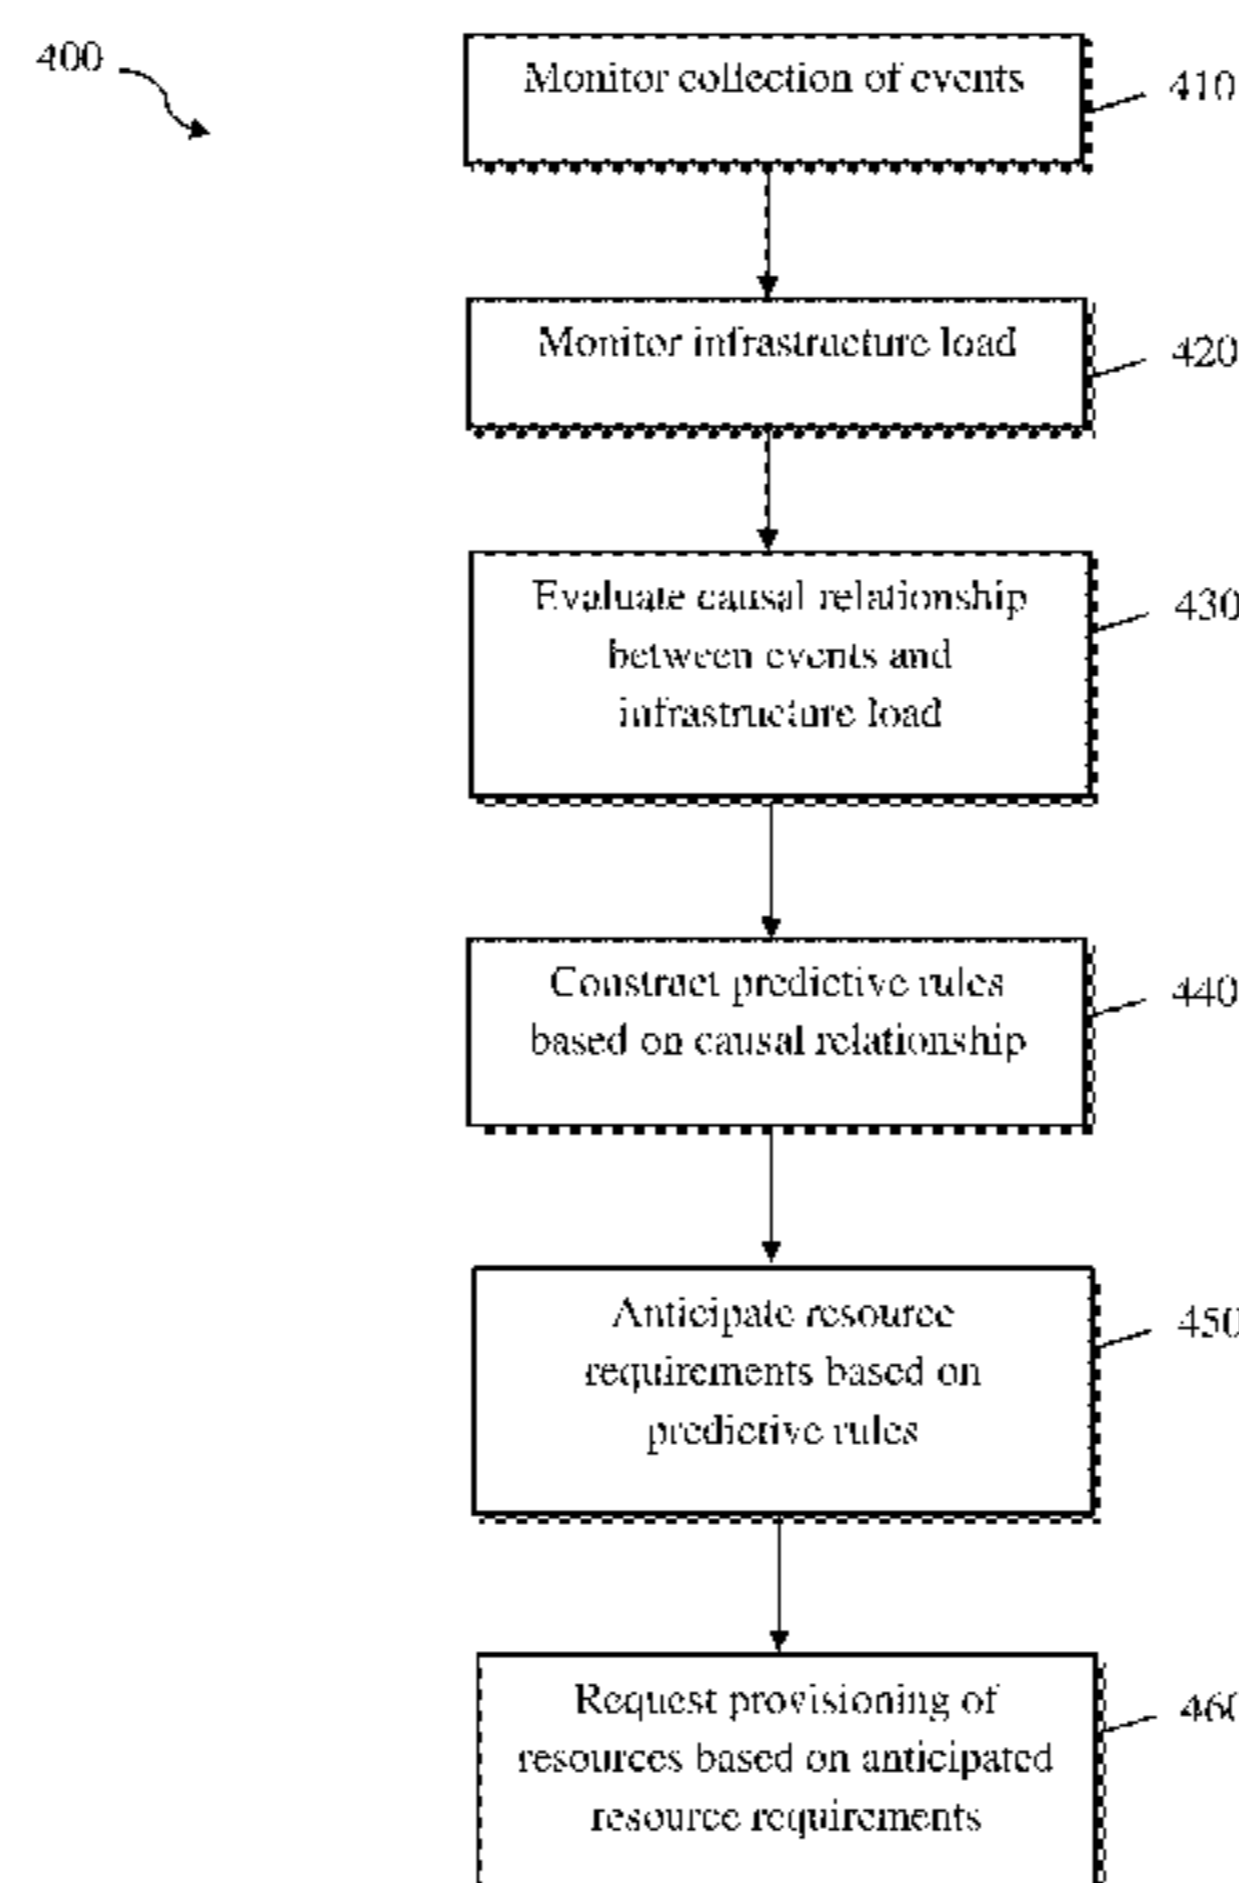 400
Monitor collection of events
410
Monitor infrastructure load
420
Evaluate causal relationship
between events and
infrastructure load
430
Construct predictive rules
based on causal relationship
440
Anticipate resource
requirements based on
predictive rules
450
Request provisioning of
resources based on anticipated
resource requirements
460